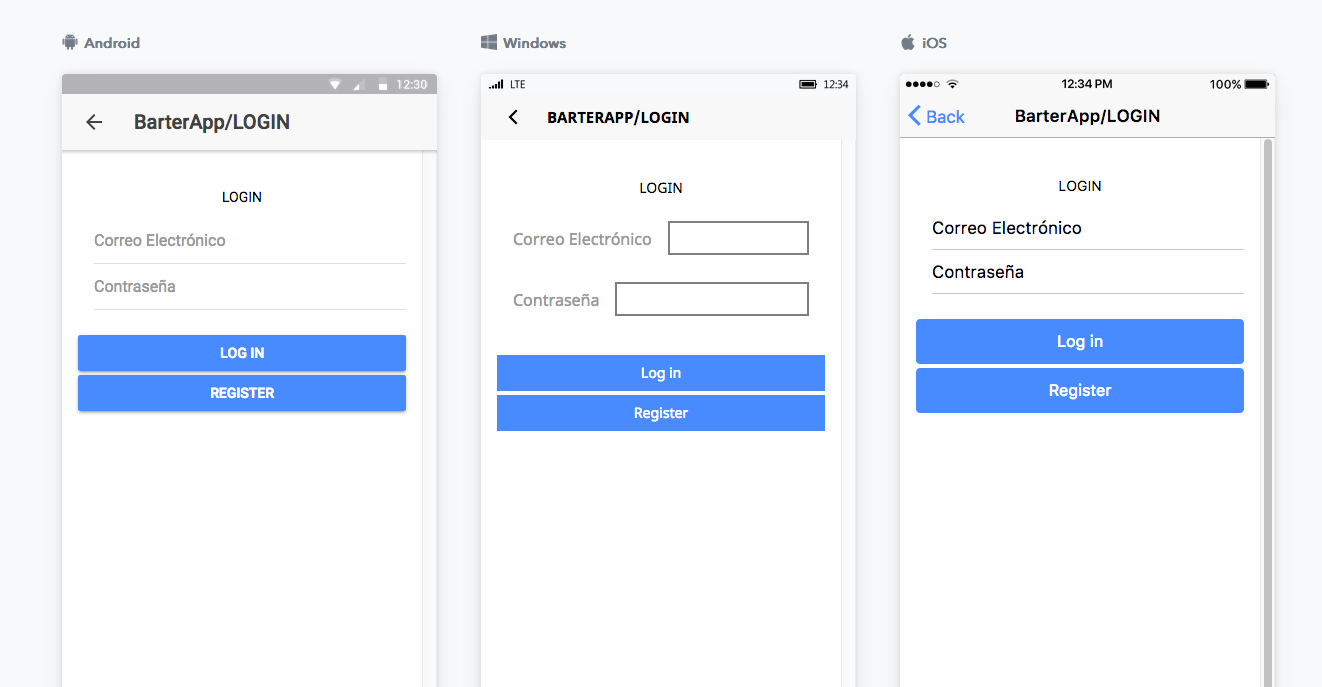 Android
12:30
BarterApp/LOGIN
LOGIN
Correo Electrónico
Contraseña
LOG IN
REGISTER
Windows
LTE 12:34
BARTERAPP/LOGIN
LOGIN
Correo Electrónico
Contraseña
Log in
Register
iOS
12:34 PM 100%
Back BarterApp/LOGIN
LOGIN
Correo Electrónico
Contraseña
Log in
Register